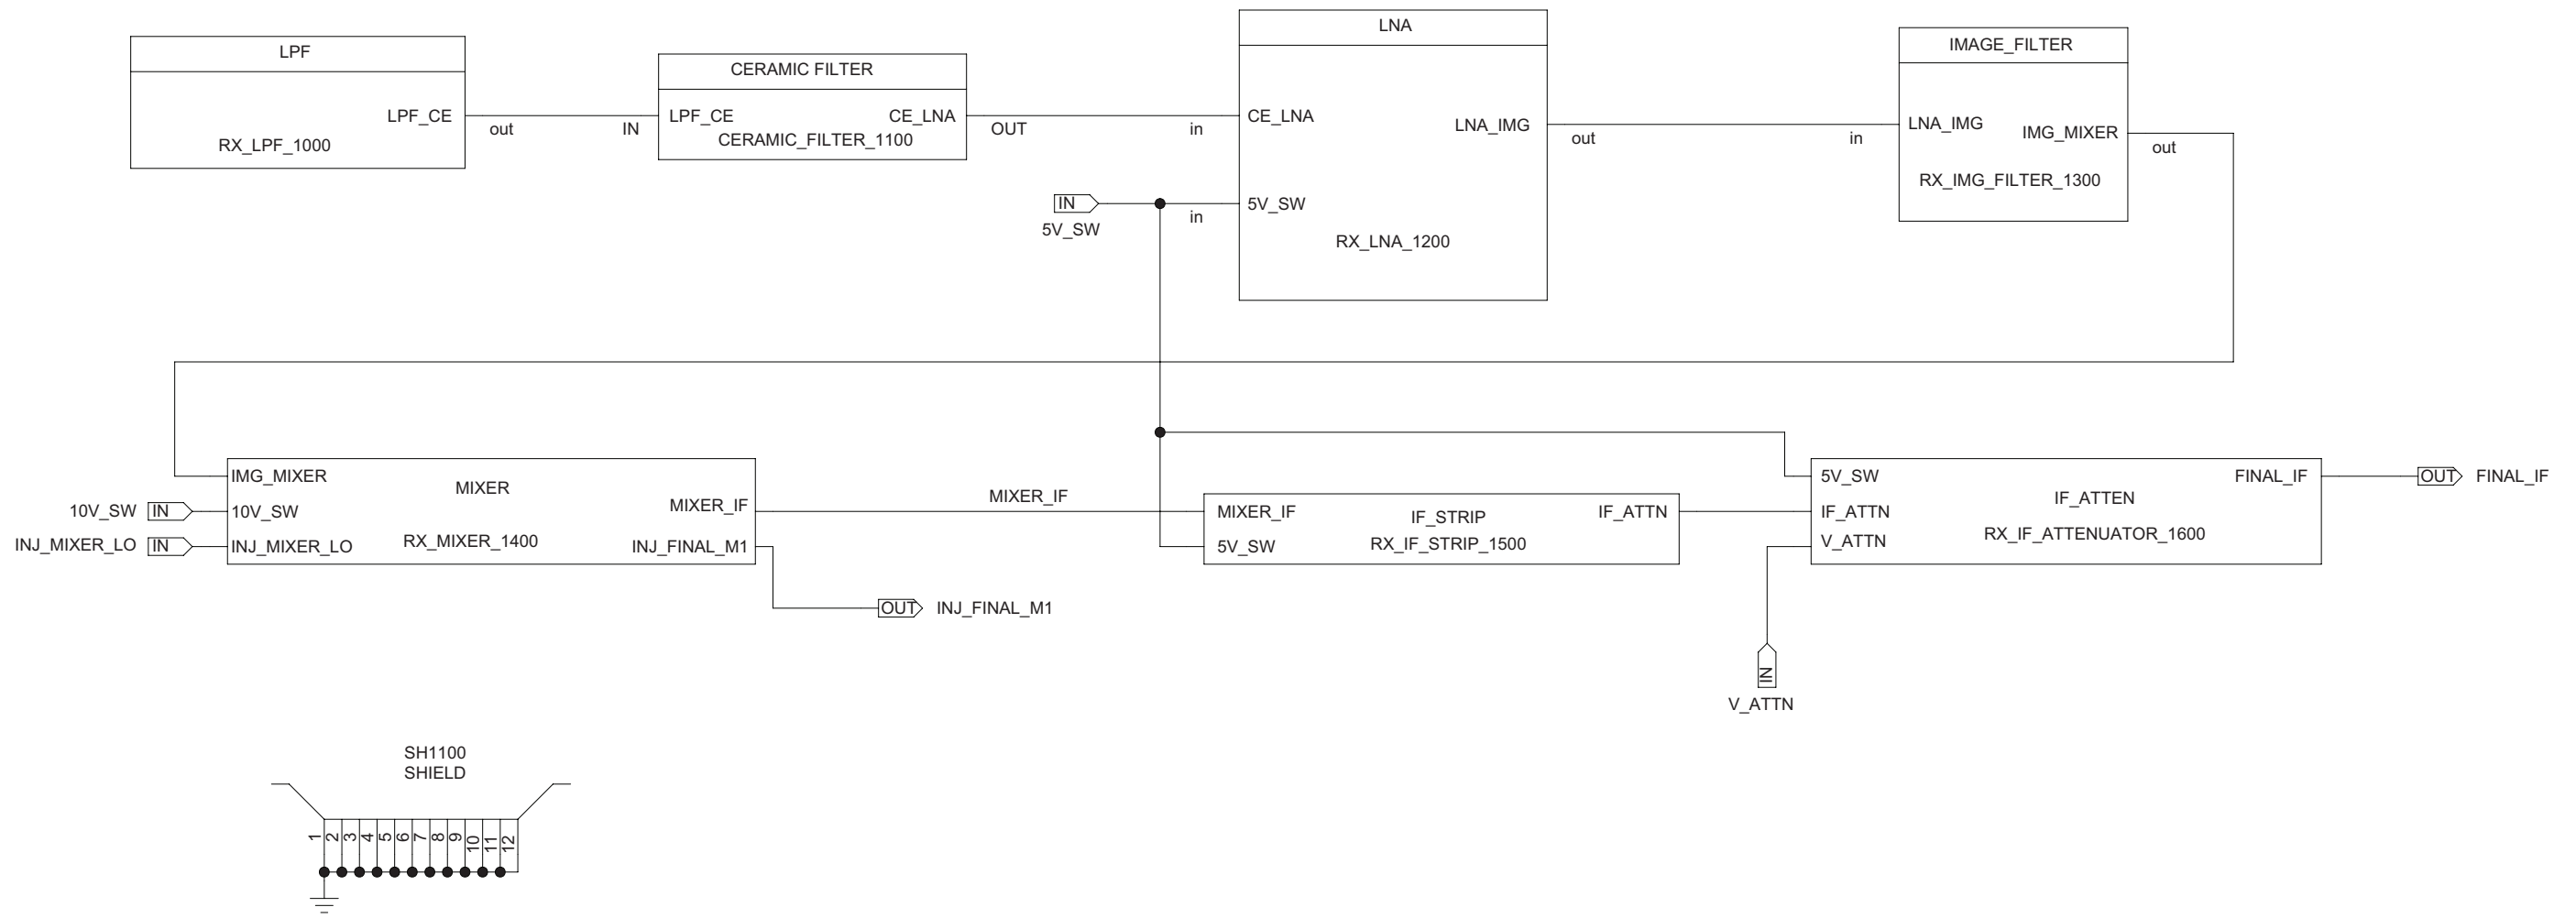 LPF
LPF_CE
RX_LPF_1000
out
IN
CERAMIC FILTER
LPF_CE
CE_LNA
CERAMIC_FILTER_1100
OUT
in
LNA
CE_LNA
LNA_IMG
5V_SW
RX_LNA_1200
IN
5V_SW
in
out
in
IMAGE_FILTER
LNA_IMG
IMG_MIXER
RX_IMG_FILTER_1300
out
10V_SW
IN
INJ_MIXER_LO
IN
IMG_MIXER
MIXER
10V_SW
MIXER_IF
RX_MIXER_1400
INJ_MIXER_LO
INJ_FINAL_M1
OUT
INJ_FINAL_M1
MIXER_IF
MIXER_IF
IF_STRIP
IF_ATTN
5V_SW
RX_IF_STRIP_1500
5V_SW
FINAL_IF
IF_ATTEN
IF_ATTN
RX_IF_ATTENUATOR_1600
V_ATTN
OUT
FINAL_IF
IN
V_ATTN
SH1100
SHIELD
1
2
3
4
5
6
7
8
9
10
11
12